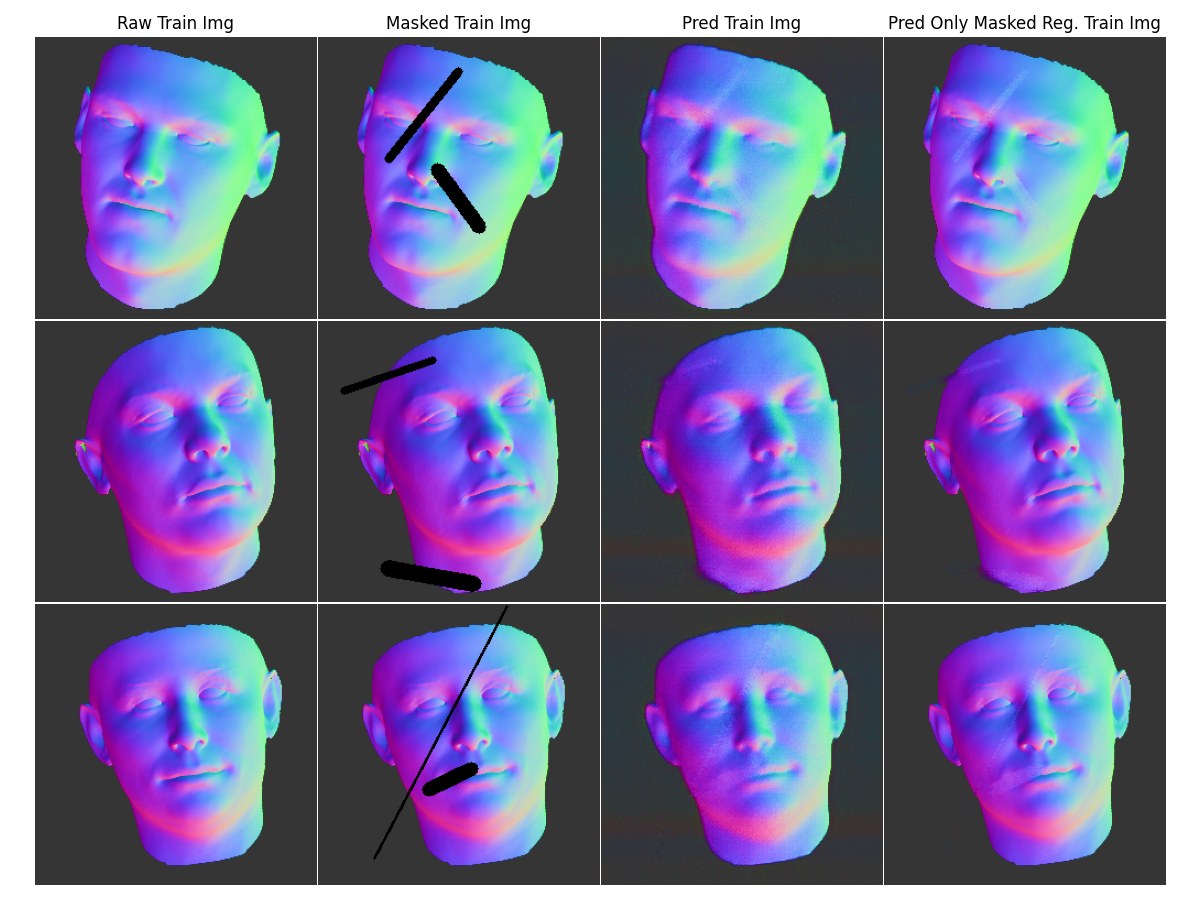 Raw Train Img
Masked Train Img
Pred Train Img
Pred Only Masked Reg. Train Img